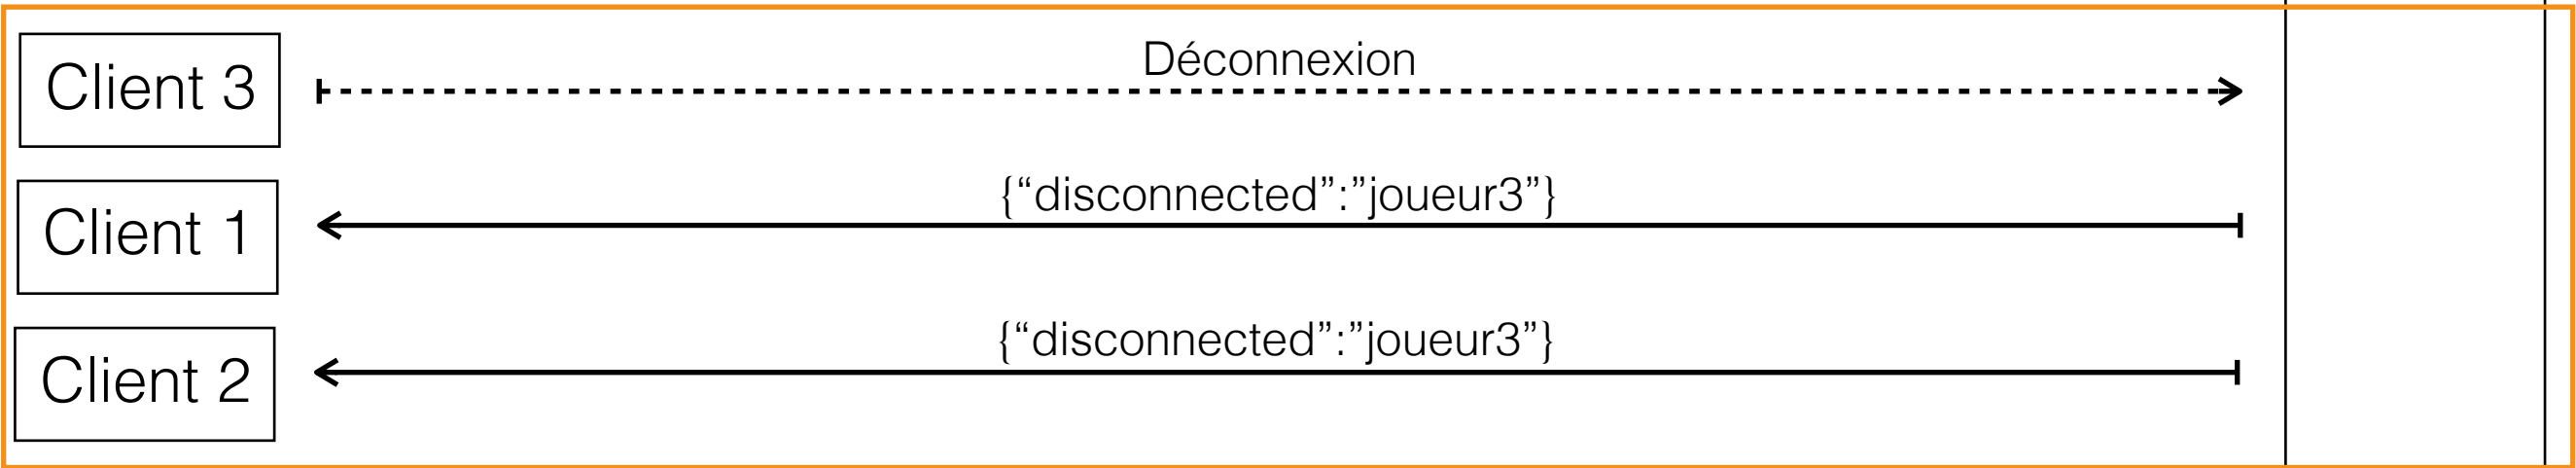 Client 3
Déconnexion
Client 1
{“disconnected”:”joueur3”}
Client 2
{“disconnected”:”joueur3”}